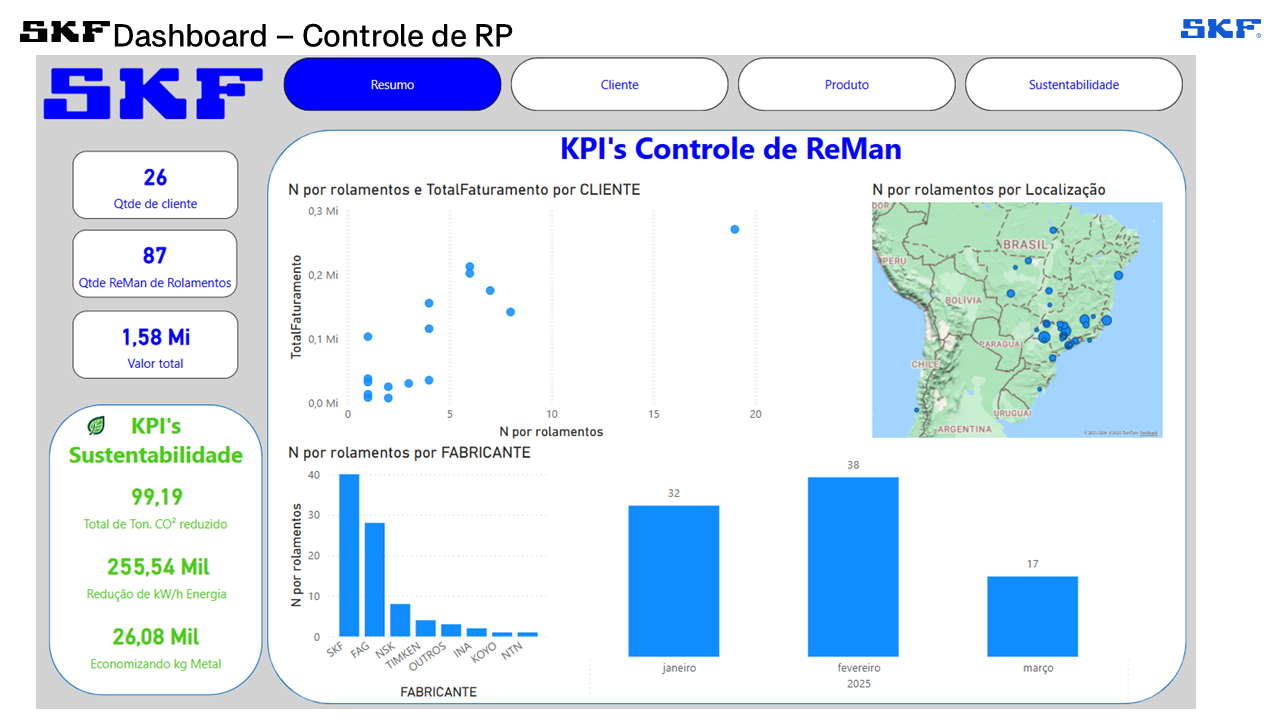 SKF Dashboard – Controle de RP
SKF
SKF
Resumo
Cliente
Produto
Sustentabilidade
26
Qtde de cliente
87
Qtde ReMan de Rolamentos
1,58 Mi
Valor total
KPI's
Sustentabilidade
99,19
Total de Ton. CO² reduzido
255,54 Mil
Redução de kW/h Energia
26,08 Mil
Economizando kg Metal
KPI's Controle de ReMan
N por rolamentos e TotalFaturamento por CLIENTE
TotalFaturamento
0,3 Mi
0,2 Mi
0,1 Mi
0,0 Mi
0
5
10
15
20
N por rolamentos
N por rolamentos por Localização
DOR
PERU
BRASIL
BOLÍVIA
PARAGUAI
CHILE
URUGUAI
ARGENTINA
N por rolamentos por FABRICANTE
N por rolamentos
40
30
20
10
0
SKF
FAG
NSK
TIMKEN
OUTROS
INA
KOYO
NTN
FABRICANTE
32
38
17
janeiro
fevereiro
março
2025